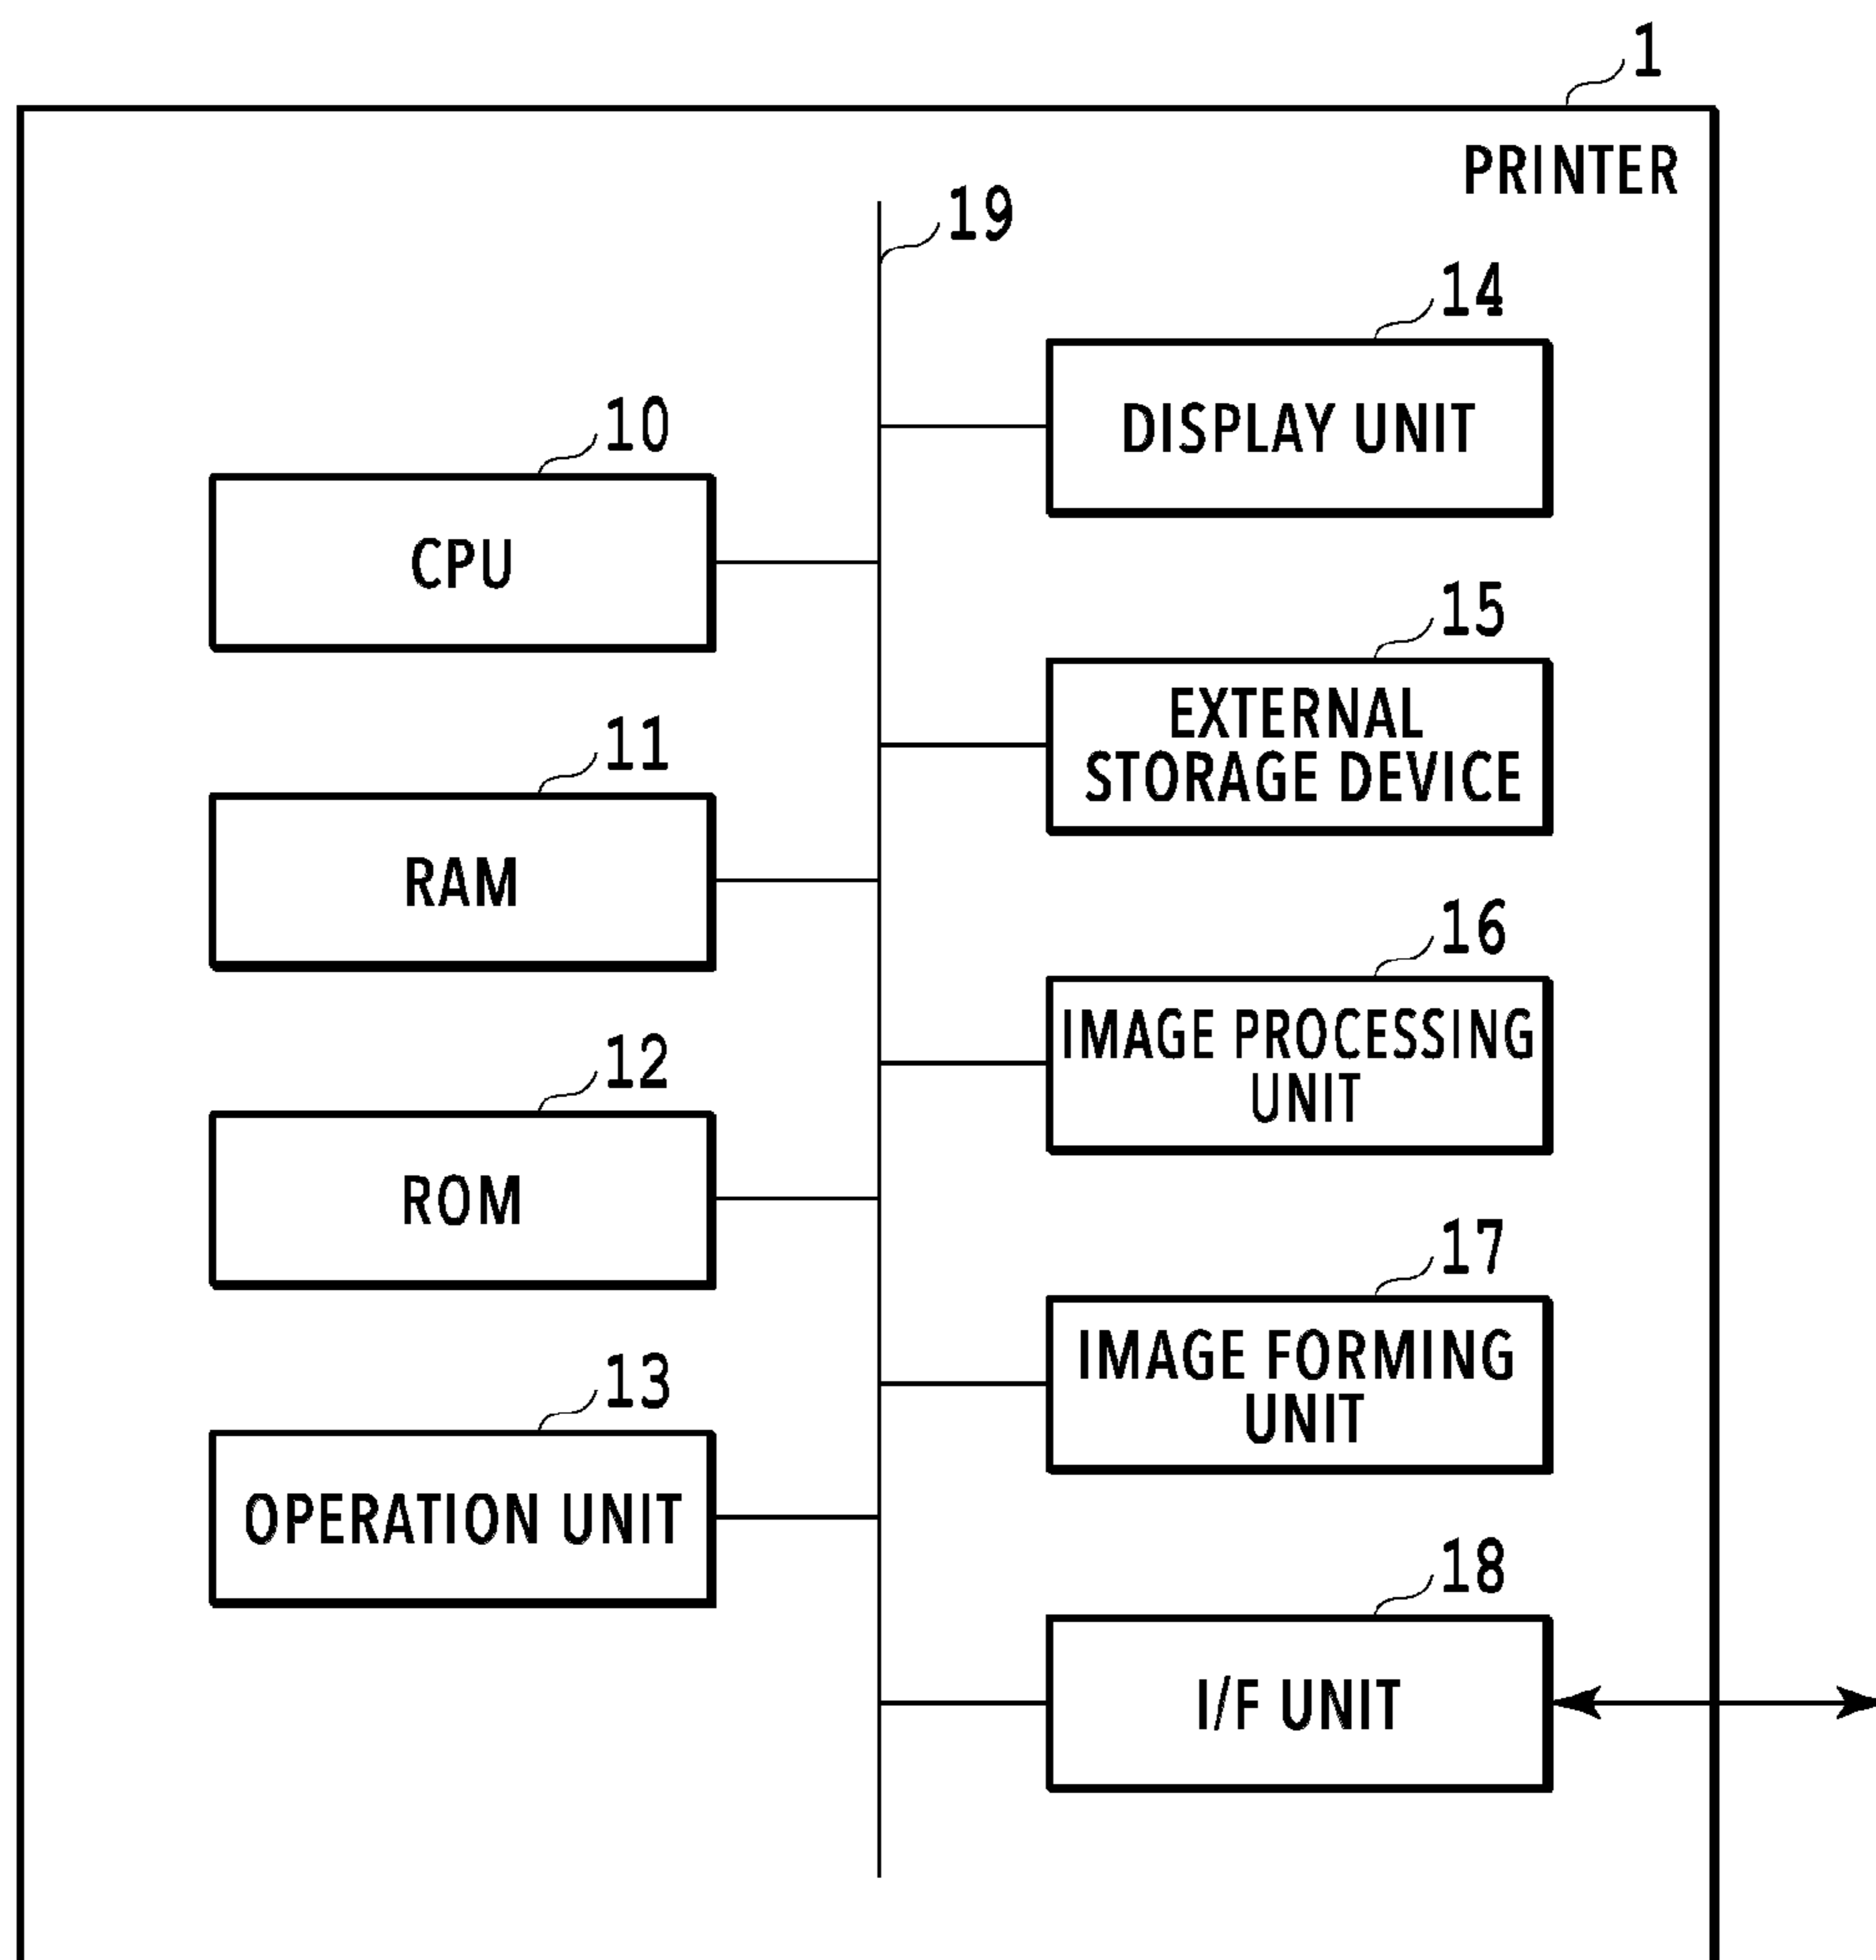 1
PRINTER
19
14
DISPLAY UNIT
10
CPU
15
EXTERNAL
STORAGE DEVICE
11
RAM
16
IMAGE PROCESSING
UNIT
12
ROM
17
IMAGE FORMING
UNIT
13
OPERATION UNIT
18
I/F UNIT